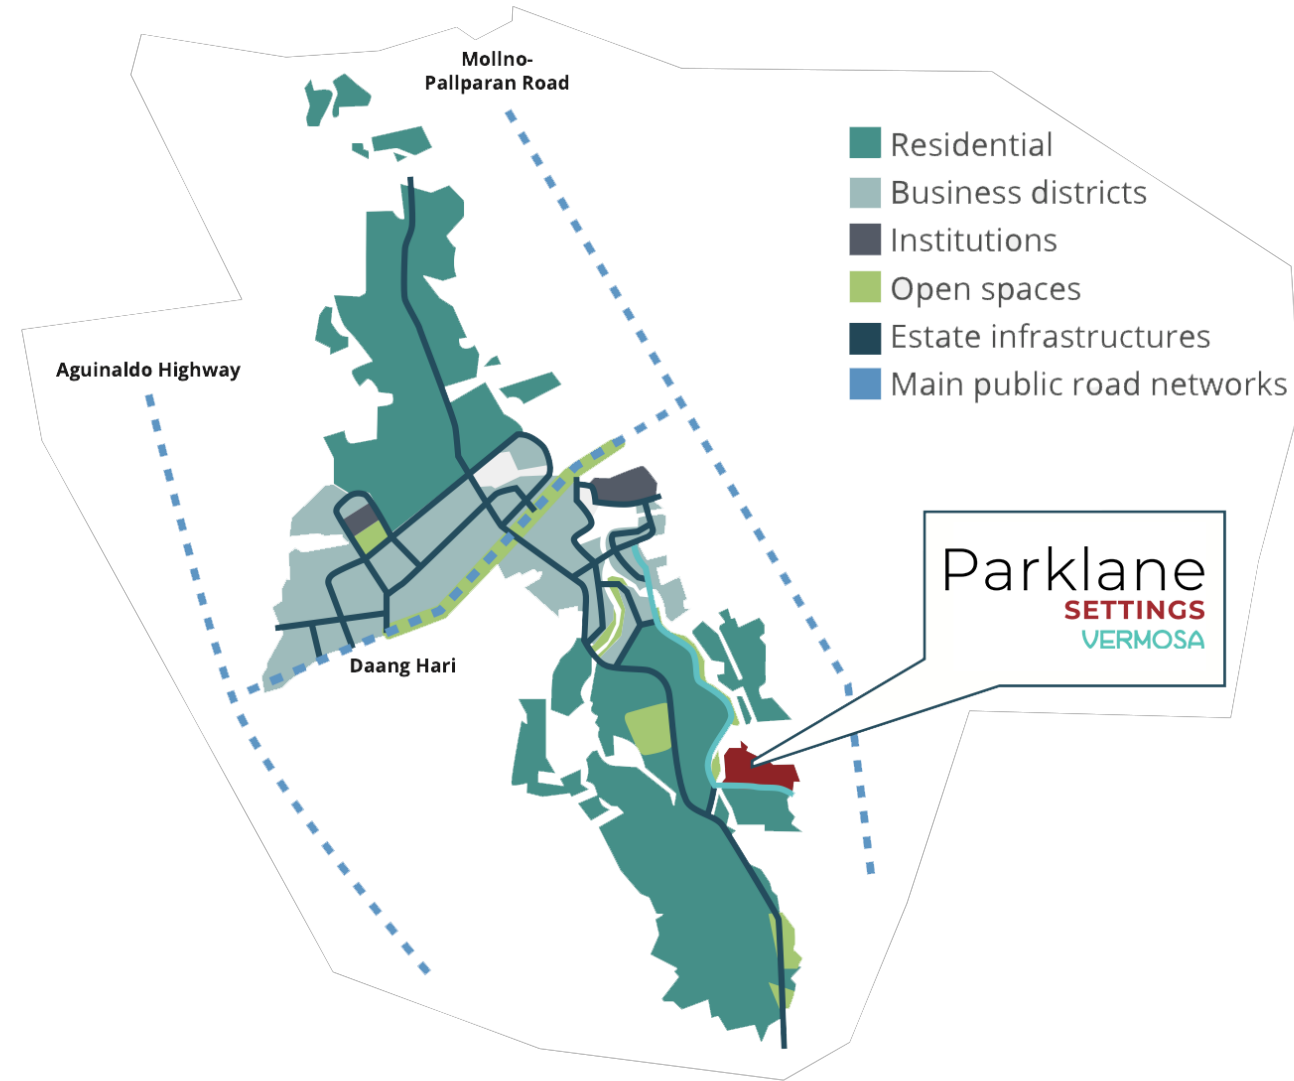 Mollno-
Pallparan Road
Residential
Business districts
Institutions
Open spaces
Estate infrastructures
Main public road networks
Aguinaldo Highway
Parklane
SETTINGS
VERMOSA
Daang Hari